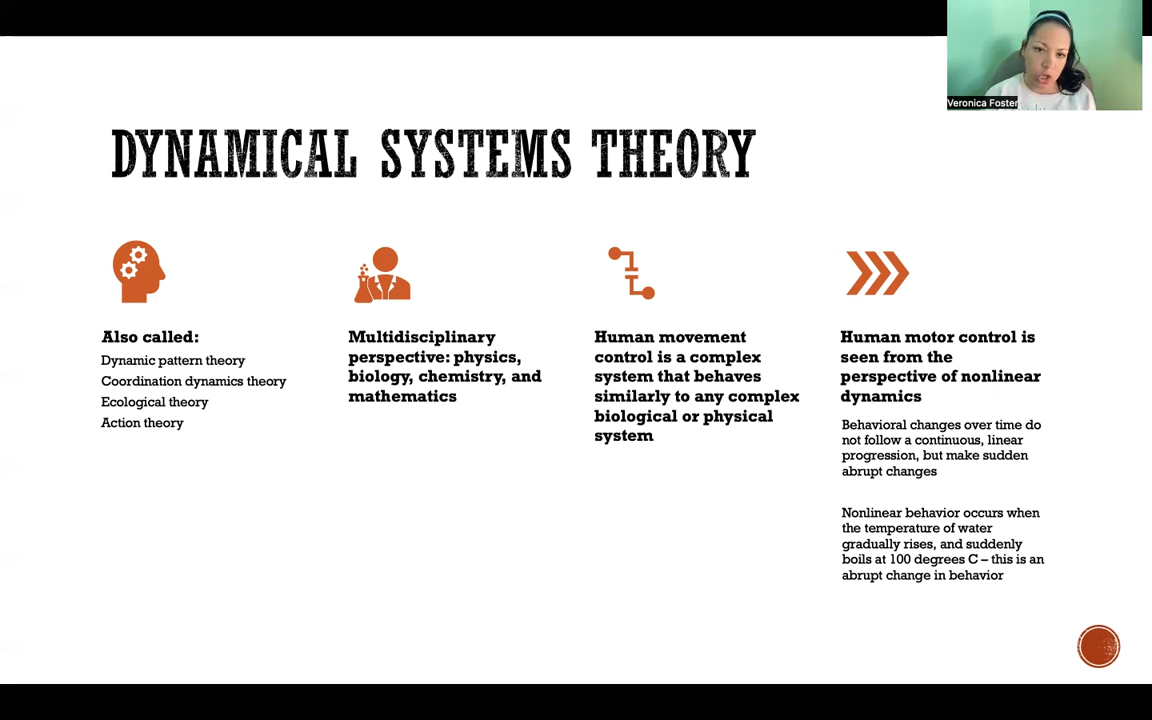 Veronica Foster
DYNAMICAL SYSTEMS THEORY
Also called:
Dynamic pattern theory
Coordination dynamics theory
Ecological theory
Action theory
Multidisciplinary
perspective: physics,
biology, chemistry, and
mathematics
Human movement
control is a complex
system that behaves
similarly to any complex
biological or physical
system
Human motor control is
seen from the
perspective of nonlinear
dynamics
Behavioral changes over time do
not follow a continuous, linear
progression, but make sudden
abrupt changes
Nonlinear behavior occurs when
the temperature of water
gradually rises, and suddenly
boils at 100 degrees C – this is an
abrupt change in behavior